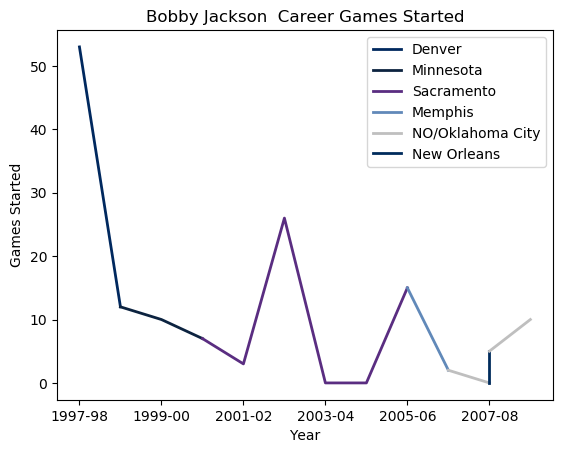 Bobby Jackson  Career Games Started
Denver
Minnesota
Sacramento
Memphis
NO/Oklahoma City
New Orleans
Games Started
50
40
30
20
10
0
1997-98 1999-00 2001-02 2003-04 2005-06 2007-08
Year